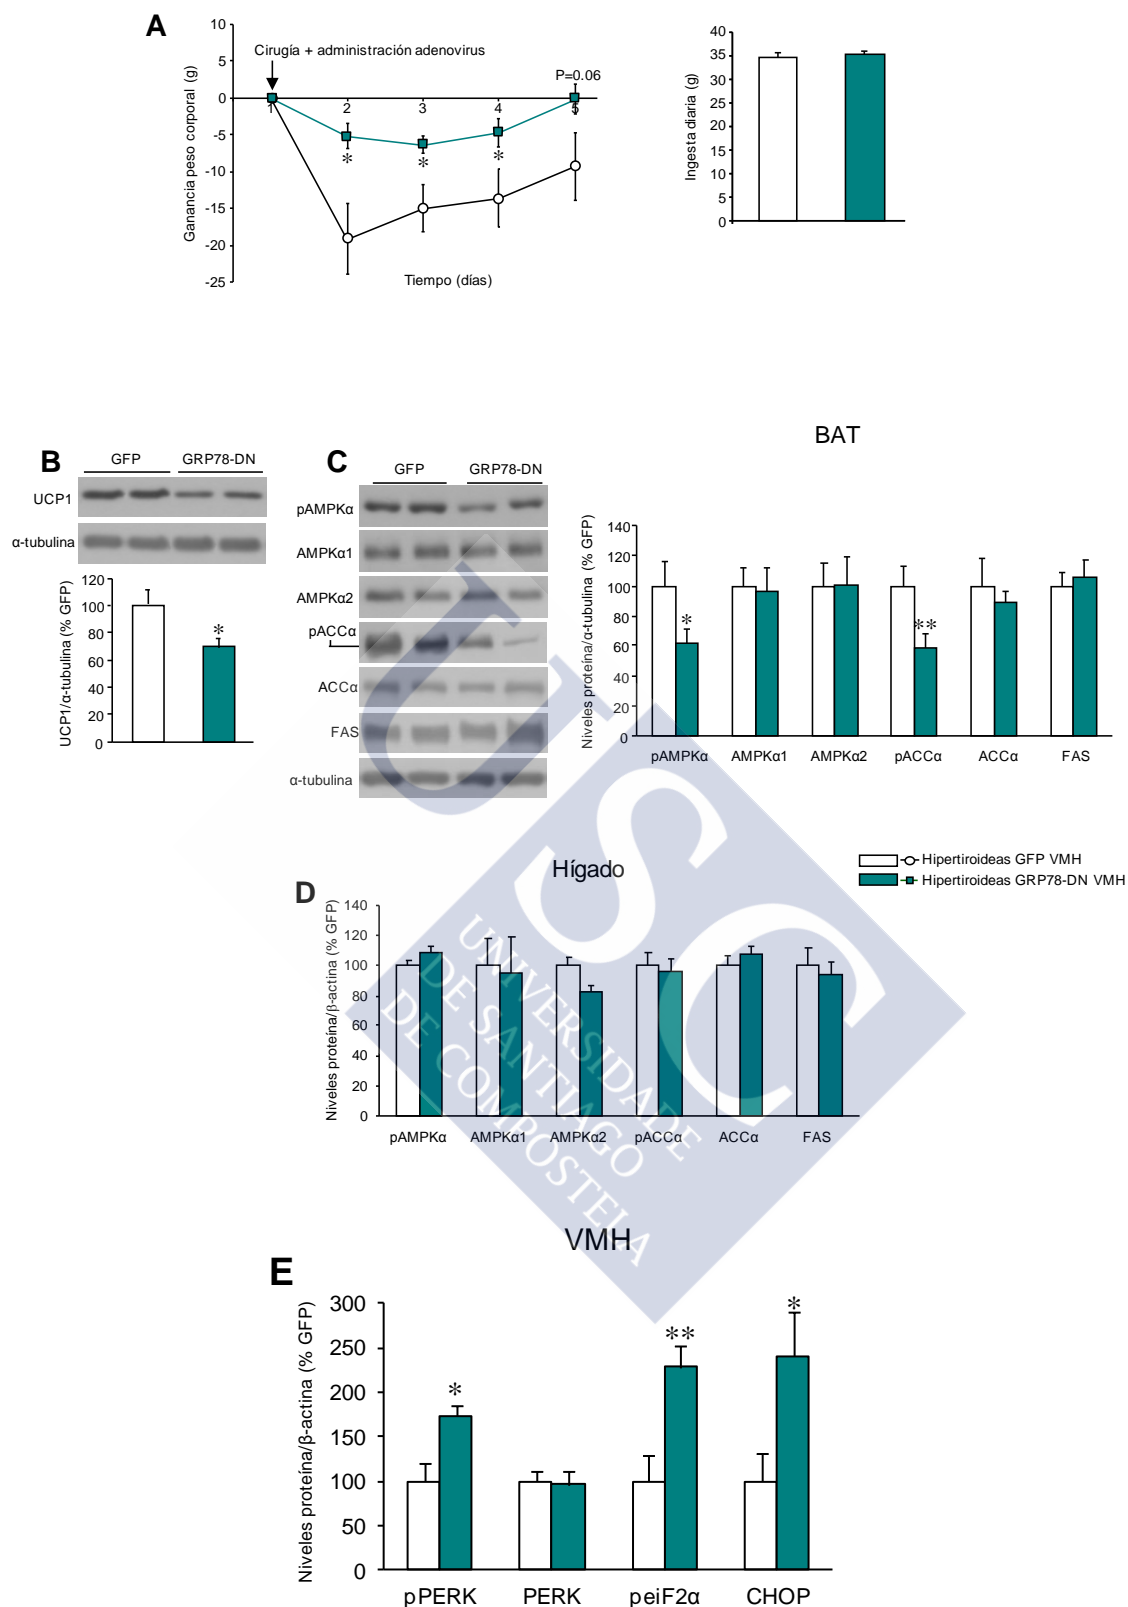 A
10
5
0
-5
-10
-15
-20
-25
Ganancia peso corporal (g)
Cirugía + administración adenovirus
P=0.06
1
2
3
4
5
*
*
*
Tiempo (días)
40
35
30
25
20
15
10
5
0
Ingesta diaria (g)
BAT
B
GFP
GRP78-DN
UCP1
α-tubulina
UCP1/α-tubulina (% GFP)
120
100
80
60
40
20
0
*
C
GFP
GRP78-DN
pAMPKα
AMPKα1
AMPKα2
pACCα
ACCα
FAS
α-tubulina
Niveles proteína/α-tubulina (% GFP)
140
120
100
80
60
40
20
0
*
**
pAMPKα
AMPKα1
AMPKα2
pACCα
ACCα
FAS
Hipertiroideas GFP VMH
Hipertiroideas GRP78-DN VMH
Hígado
D
Niveles proteína/β-actina (% GFP)
140
120
100
80
60
40
20
0
pAMPKα
AMPKα1
AMPKα2
pACCα
ACCα
FAS
USC
UNIVERSIDADE
DE SANTIAGO
DE COMPOSTELA
VMH
E
Niveles proteína/β-actina (% GFP)
300
250
200
150
100
50
0
*
**
*
pPERK
PERK
peiF2α
CHOP